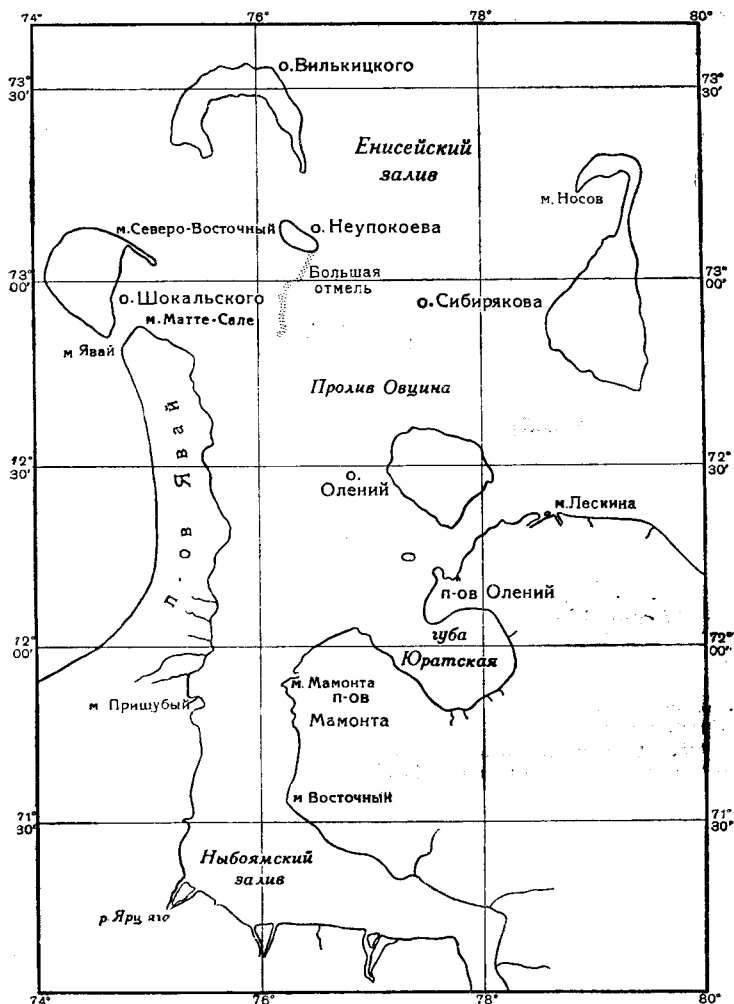 74° 76° 78° 80°
о. Вилькицкого
73° 30' 73° 30'
Енисейский
залив
м. Носов
м. Северо-Восточный
о. Неупокоева
Большая
отмель
73° 00' 73° 00'
о. Шокальского
о. Сибирякова
м. Матте-Сале
м Явай
Пролив Овцина
п-ов Явай
72° 30' 72° 30'
о.
Олений
м. Лескина
п-ов Олений
губа
Юратская
72° 00' 72° 00'
м. Мамонта
п-ов
Мамонта
м Пришубый
м Восточный
71° 30' 71° 30'
Ныбоямский
залив
р. Ярц яго
74° 76° 78° 80°